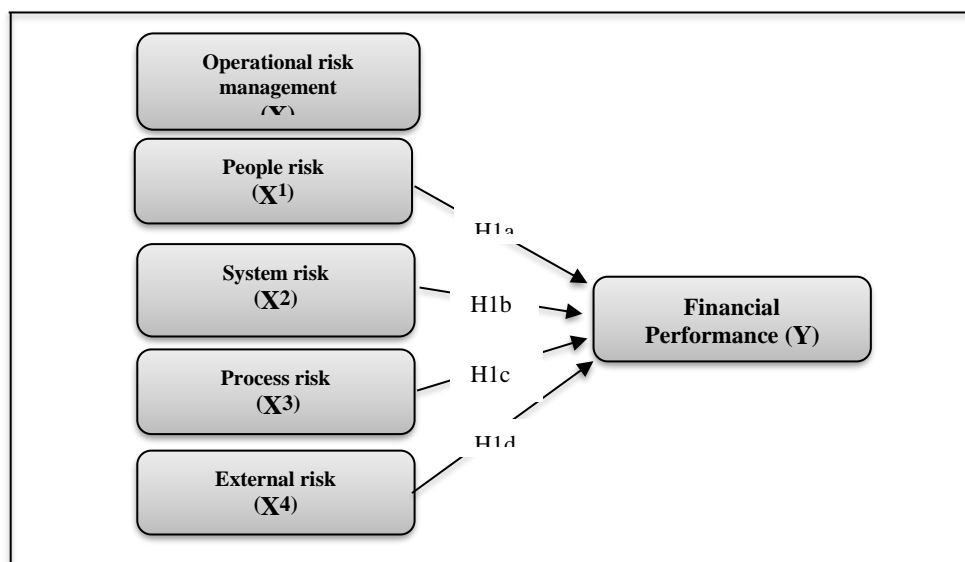 Operational risk
management
(X)
People risk
(X1)
H1a
System risk
(X2)
H1b
Financial
Performance (Y)
Process risk
(X3)
H1c
H1d
External risk
(X4)